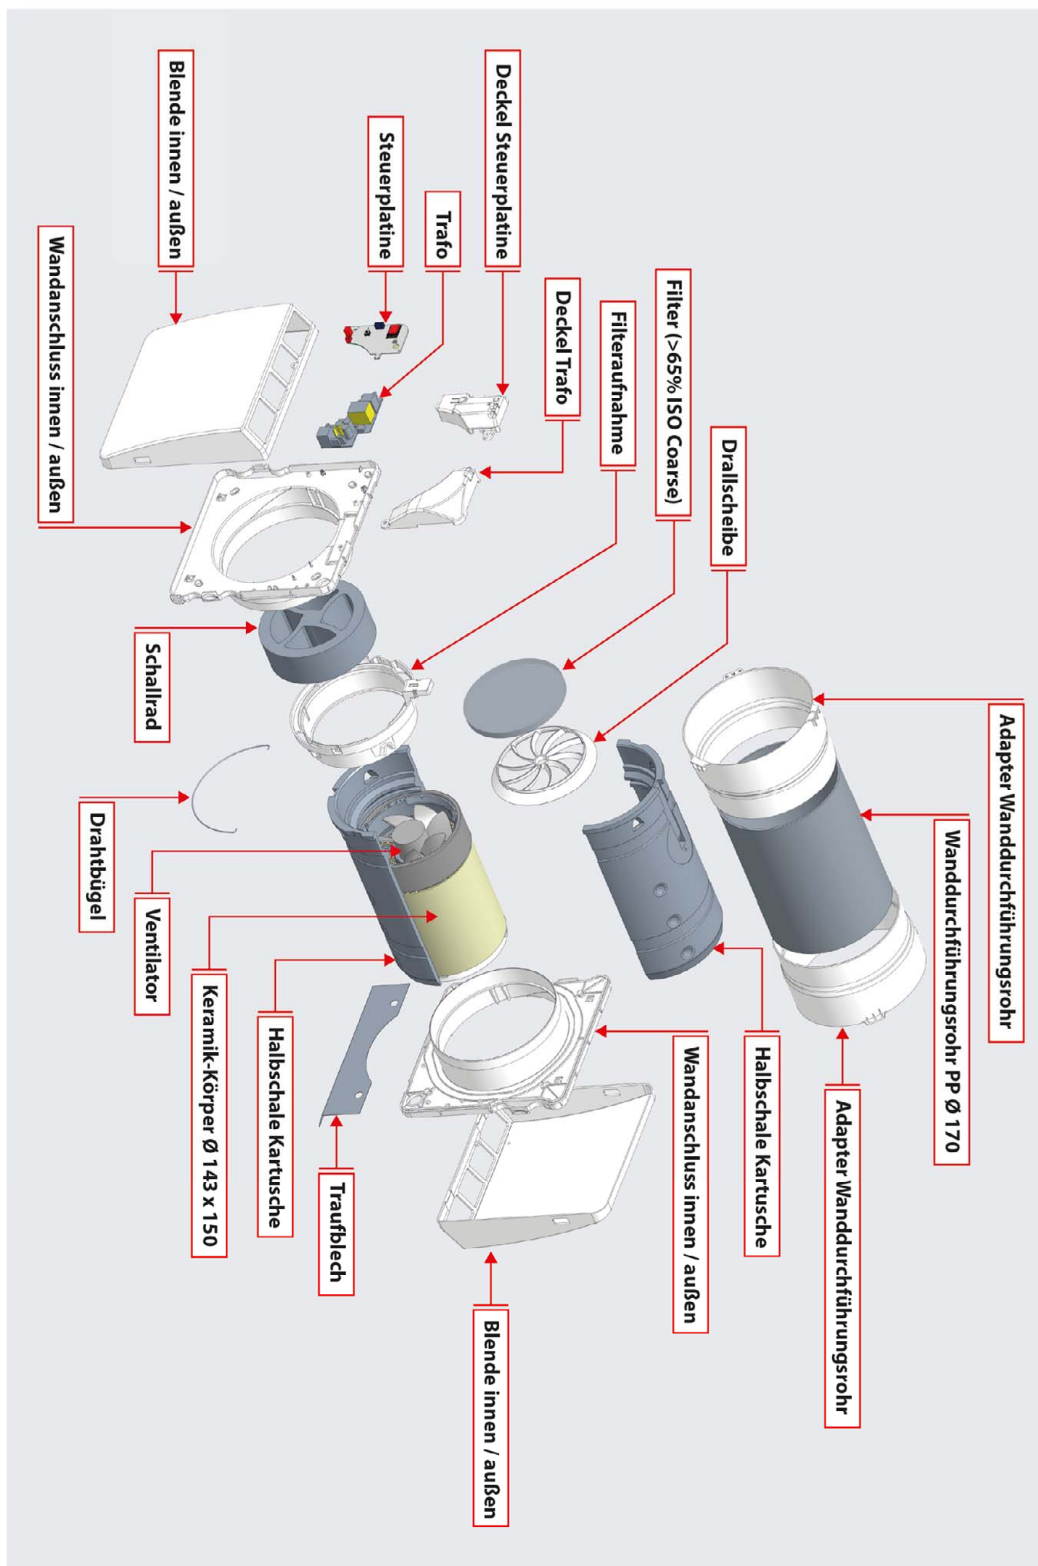 Adapter Wanddurchführungsrohr
Wanddurchführungsrohr PP Ø 170
Adapter Wanddurchführungsrohr
Drallscheibe
Halbschale Kartusche
Filter (>65% ISO Coarse)
Wandanschluss innen / außen
Filteraufnahme
Deckel Trafo
Deckel Steuerplatine
Blende innen / außen
Trafo
Steuerplatine
Traufblech
Halbschale Kartusche
Keramik-Körper Ø 143 x 150
Blende innen / außen
Schallrad
Ventilator
Drahtbügel
Wandanschluss innen / außen